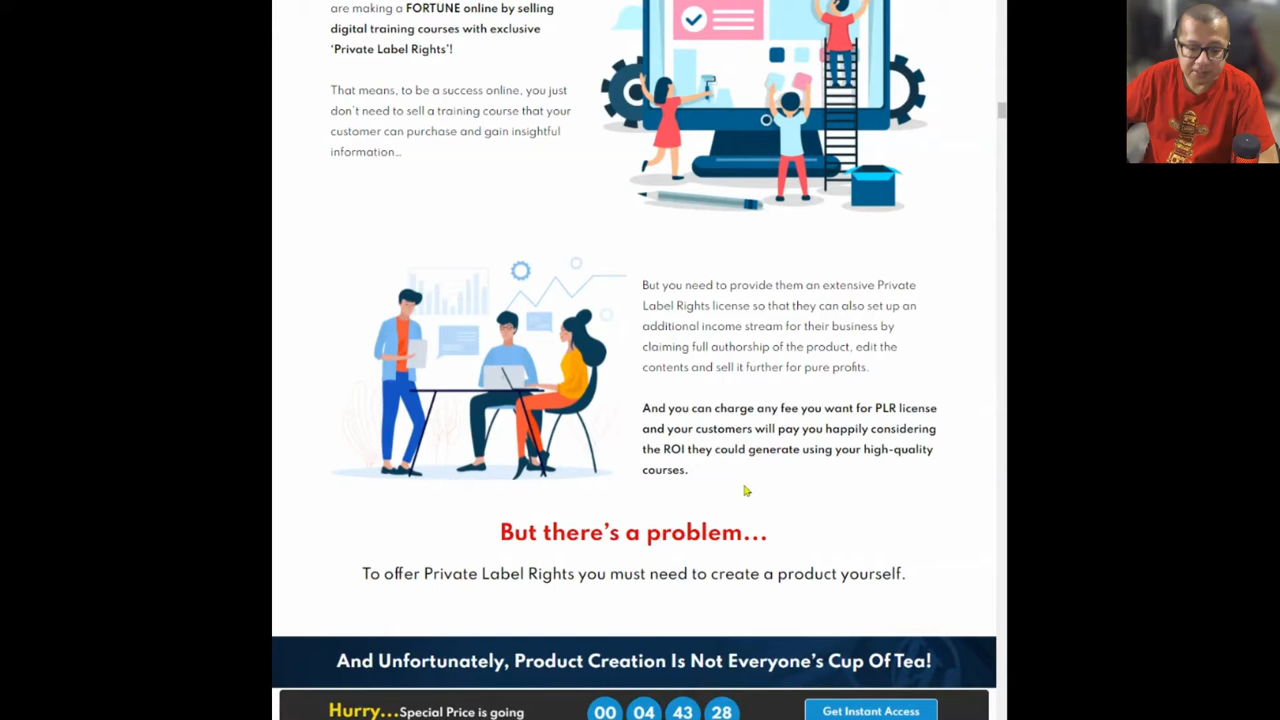 are making a FORTUNE online by selling
digital training courses with exclusive
‘Private Label Rights’!
That means, to be a success online, you just
don’t need to sell a training course that your
customer can purchase and gain insightful
information...
But you need to provide them an extensive Private
Label Rights license so that they can also set up an
additional income stream for their business by
claiming full authorship of the product, edit the
contents and sell it further for pure profits.
And you can charge any fee you want for PLR license
and your customers will pay you happily considering
the ROI they could generate using your high-quality
courses.
But there’s a problem...
To offer Private Label Rights you must need to create a product yourself.
And Unfortunately, Product Creation Is Not Everyone’s Cup Of Tea!
Hurry...Special Price is going
00 04 43 28
Get Instant Access